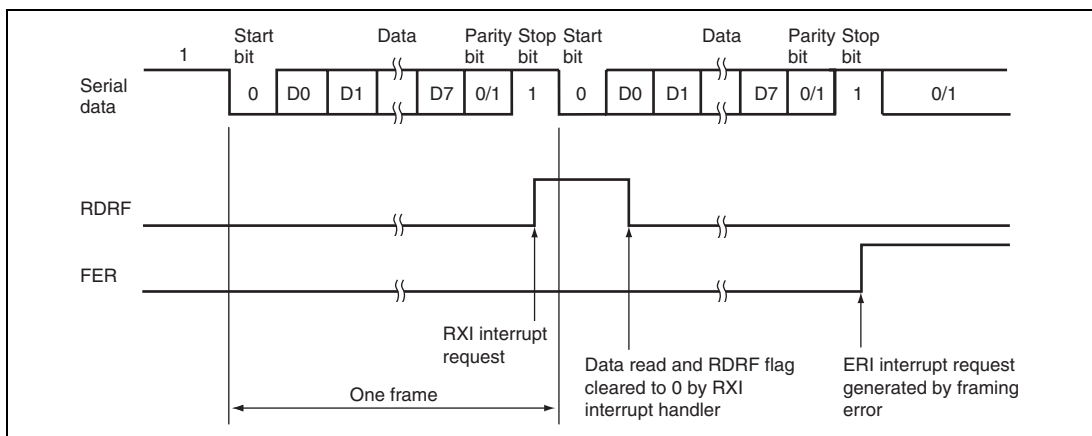 1
Start bit
Data
Parity bit
Stop bit
Start bit
Data
Parity bit
Stop bit
Serial data
0 D0 D1 D7 0/1 1 0 D0 D1 D7 0/1 1 0/1
RDRF
FER
RXI interrupt
request
Data read and RDRF flag
cleared to 0 by RXI
interrupt handler
ERI interrupt request
generated by framing
error
One frame